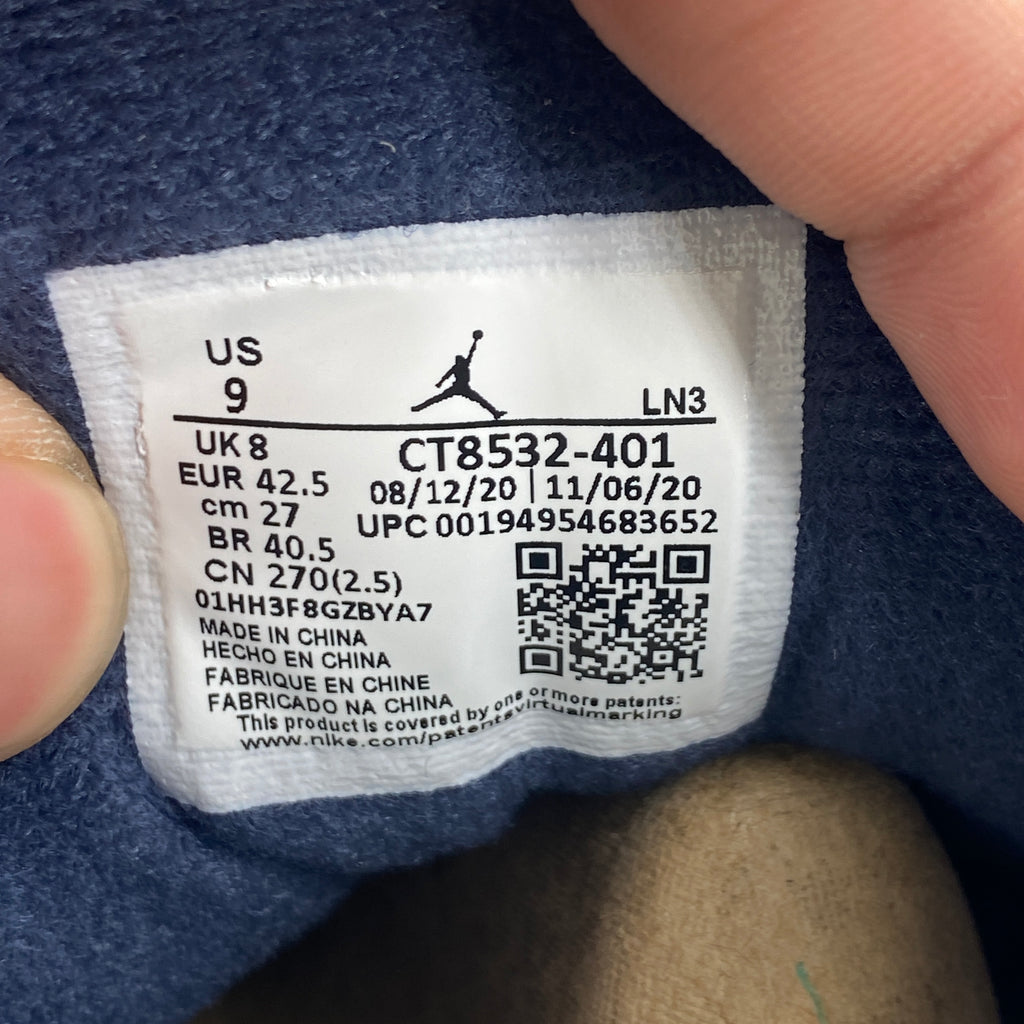 US
9
LN3
UK 8
CT8532-401
EUR 42.5
08/12/20 | 11/06/20
cm 27
UPC 00194954683652
BR 40.5
CN 270(2.5)
01HH3F8GZBYA7
MADE IN CHINA
HECHO EN CHINA
FABRIQUE EN CHINE
FABRICADO NA CHINA
This product is covered by one or more patents:
www.nike.com/patentsvirtualmarking